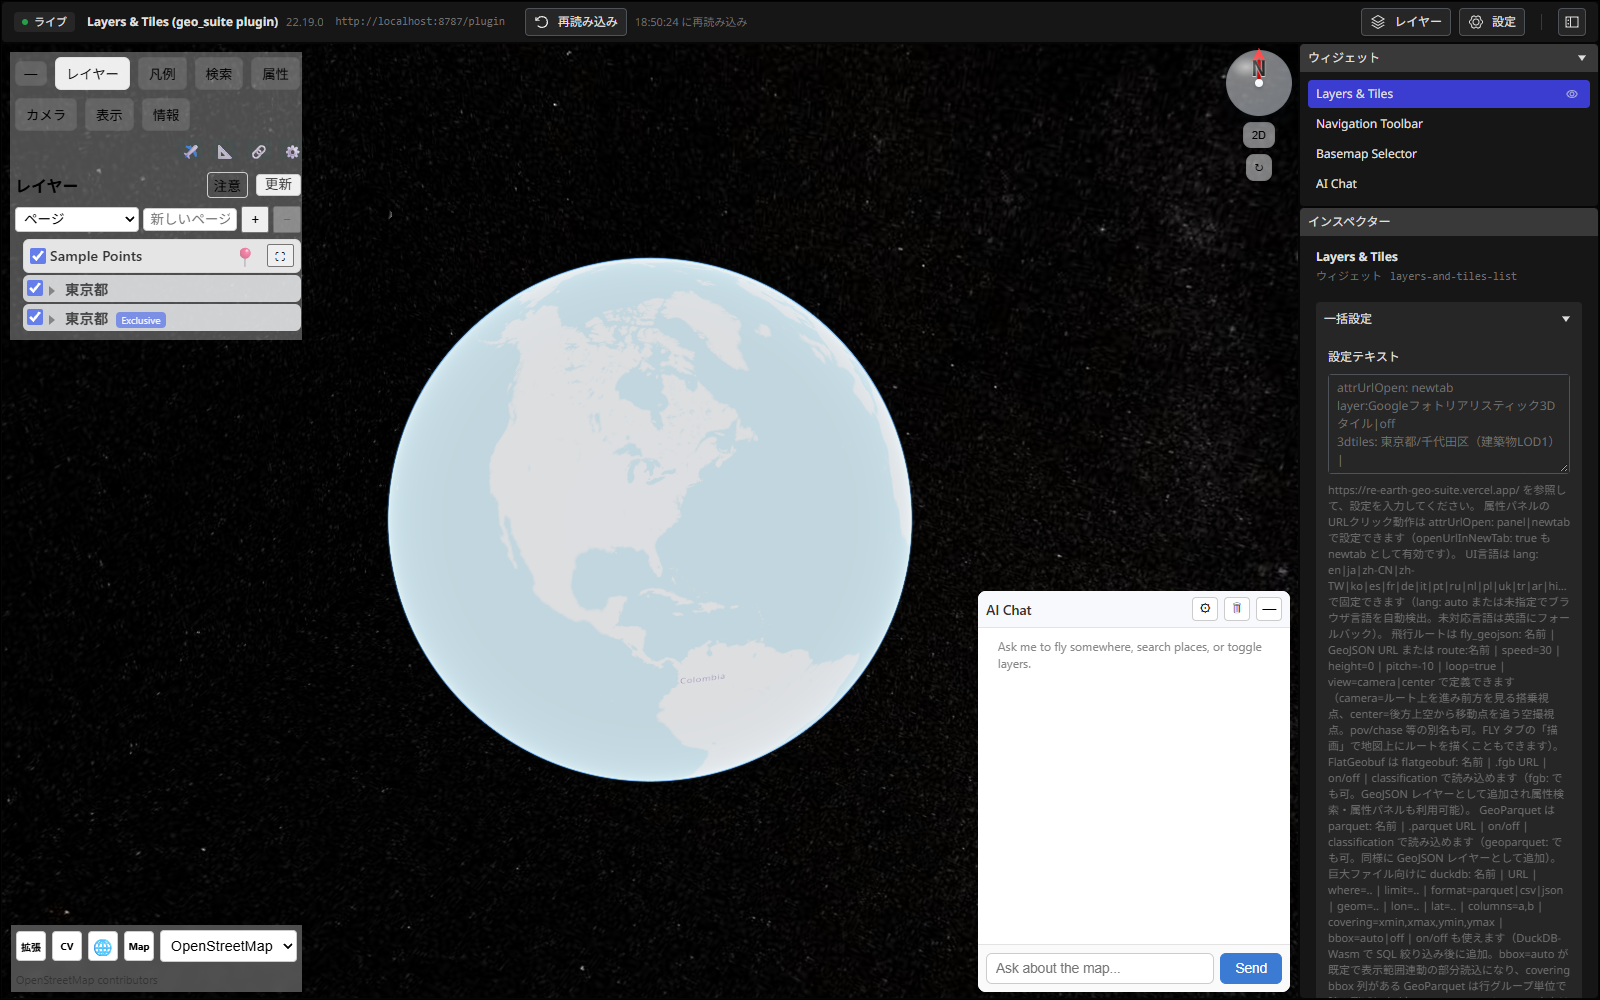 ライブ Layers & Tiles (geo_suite plugin) 22.19.0 http://localhost:8787/plugin 再読み込み 18:50:24 に再読み込み レイヤー 設定
— レイヤー 凡例 検索 属性
カメラ 表示 情報
レイヤー 注意 更新
ページ 新しいページ + −
Sample Points
東京都
東京都 Exclusive
N
2D
Colombia
拡張 CV Map OpenStreetMap
OpenStreetMap contributors
AI Chat
Ask me to fly somewhere, search places, or toggle
layers.
Ask about the map... Send
ウィジェット
Layers & Tiles
Navigation Toolbar
Basemap Selector
AI Chat
インスペクター
Layers & Tiles
ウィジェット layers-and-tiles-list
一括設定
設定テキスト
attrUrlOpen: newtab
layer:Googleフォトリアリスティック3D
タイル|off
3dtiles: 東京都/千代田区（建築物LOD1）
|
https://re-earth-geo-suite.vercel.app/ を参照し
て、設定を入力してください。 属性パネルの
URLクリック動作は attrUrlOpen: panel|newtab
で設定できます（openUrlInNewTab: true も
newtab として有効です）。 UI言語は lang:
en|ja|zh-CN|zh-
TW|ko|es|fr|de|it|pt|ru|nl|pl|uk|tr|ar|hi...
で固定できます（lang: auto または未指定でブラ
ウザ言語を自動検出。未対応言語は英語にフォー
ルバック）。 飛行ルートは fly_geojson: 名前 |
GeoJSON URL または route:名前 | speed=30 |
height=0 | pitch=-10 | loop=true |
view=camera|center で定義できます
（camera=ルート上を進み前方を見る搭乗視
点、center=後方上空から移動点を追う空撮視
点。pov/chase 等の別名も可。FLY タブの「描
画」で地図上にルートを描くこともできます）。
FlatGeobuf は flatgeobuf: 名前 | .fgb URL |
on/off | classification で読み込めます（fgb: で
も可。GeoJSON レイヤーとして追加され属性検
索・属性パネルも利用可能）。 GeoParquet は
parquet: 名前 | .parquet URL | on/off |
classification で読み込めます（geoparquet: で
も可。同様に GeoJSON レイヤーとして追加）。
巨大ファイル向けに duckdb: 名前 | URL |
where=.. | limit=.. | format=parquet|csv|json
| geom=.. | lon=.. | lat=.. | columns=a,b |
covering=xmin,xmax,ymin,ymax |
bbox=auto|off | on/off も使えます（DuckDB-
Wasm で SQL 絞り込み後に追加。bbox=auto が
既定で表示範囲連動の部分読込になり、covering
bbox 列がある GeoParquet は行グループ単位で